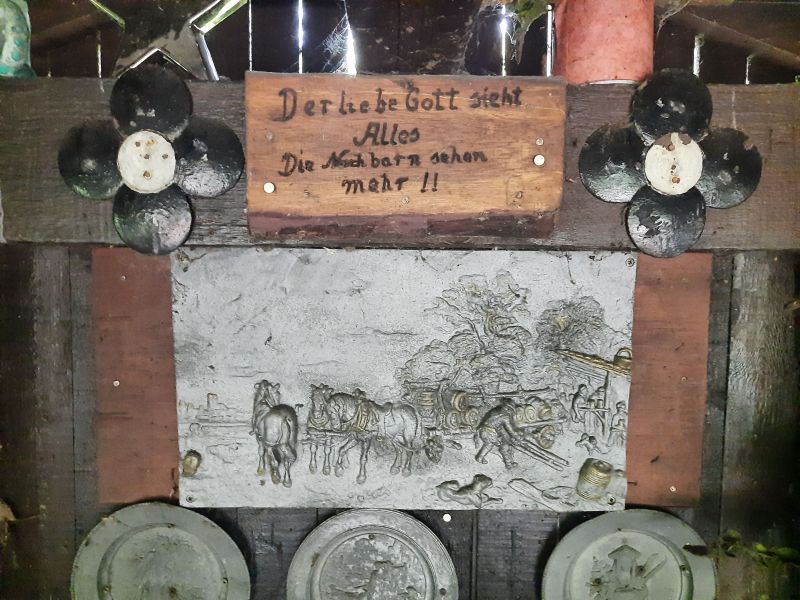 Der liebe Gott sieht
Alles
Die Nachbarn sehen
mehr !!